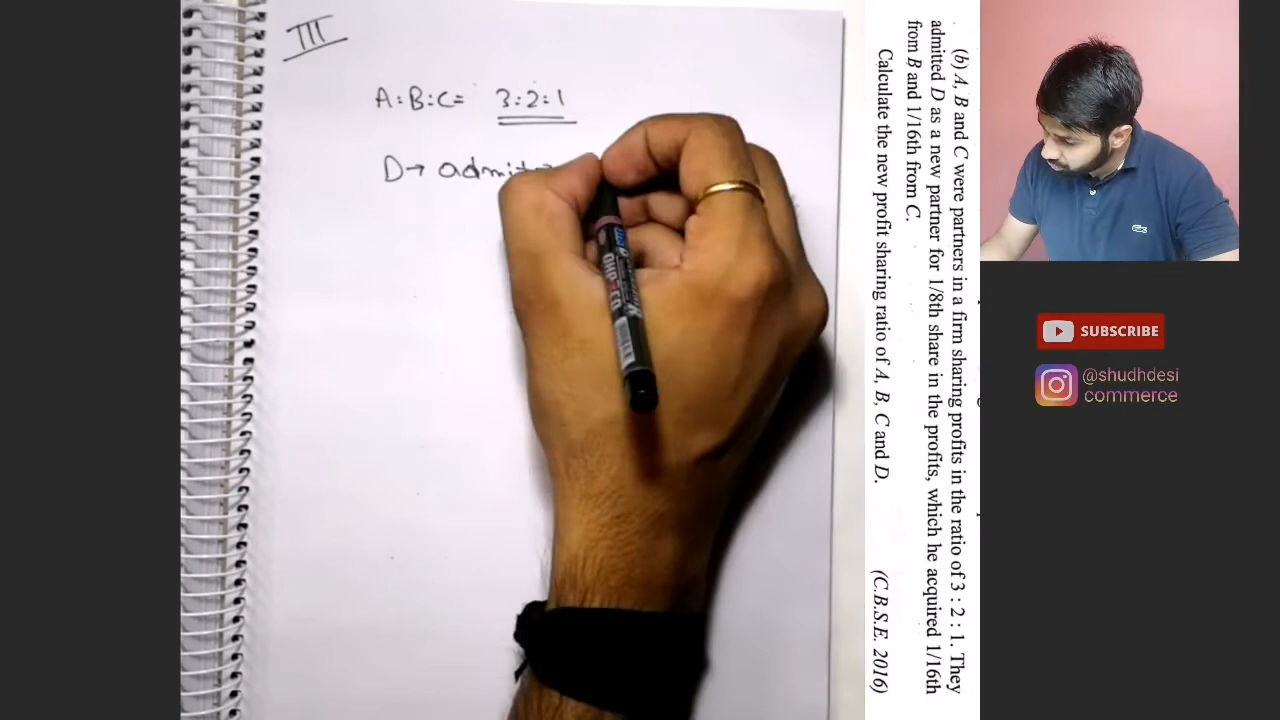 III
A:B:C= 3:2:1
D→ admit
(b) A, B and C were partners in a firm sharing profits in the ratio of 3 : 2 : 1. They
admitted D as a new partner for 1/8th share in the profits, which he acquired 1/16th
from B and 1/16th from C.
Calculate the new profit sharing ratio of A, B, C and D.
(C.B.S.E. 2016)
SUBSCRIBE
@shudhdesi
commerce